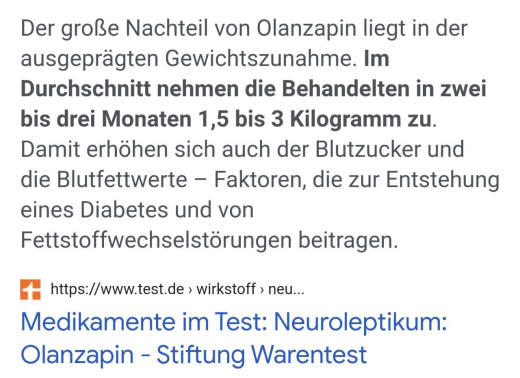 Der große Nachteil von Olanzapin liegt in der
ausgeprägten Gewichtszunahme. Im
Durchschnitt nehmen die Behandelten in zwei
bis drei Monaten 1,5 bis 3 Kilogramm zu.
Damit erhöhen sich auch der Blutzucker und
die Blutfettwerte – Faktoren, die zur Entstehung
eines Diabetes und von
Fettstoffwechselstörungen beitragen.
https://www.test.de › wirkstoff › neu...
Medikamente im Test: Neuroleptikum:
Olanzapin - Stiftung Warentest